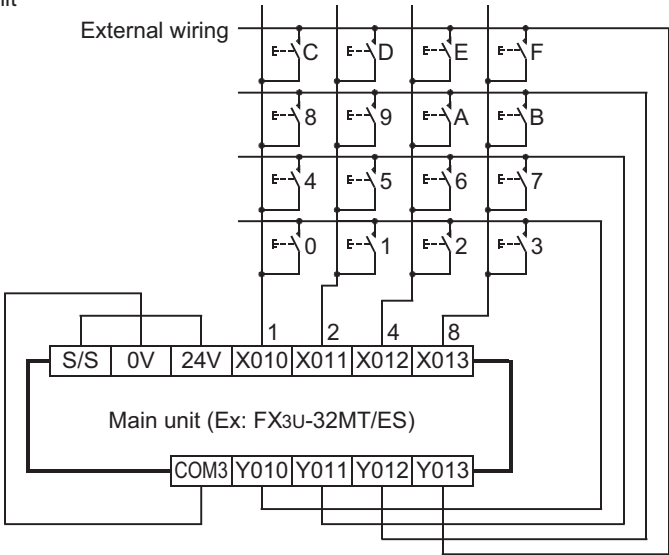 External wiring
C D E F
8 9 A B
4 5 6 7
0 1 2 3
1 2 4 8
S/S 0V 24V X010 X011 X012 X013
Main unit (Ex: FX3U-32MT/ES)
COM3 Y010 Y011 Y012 Y013